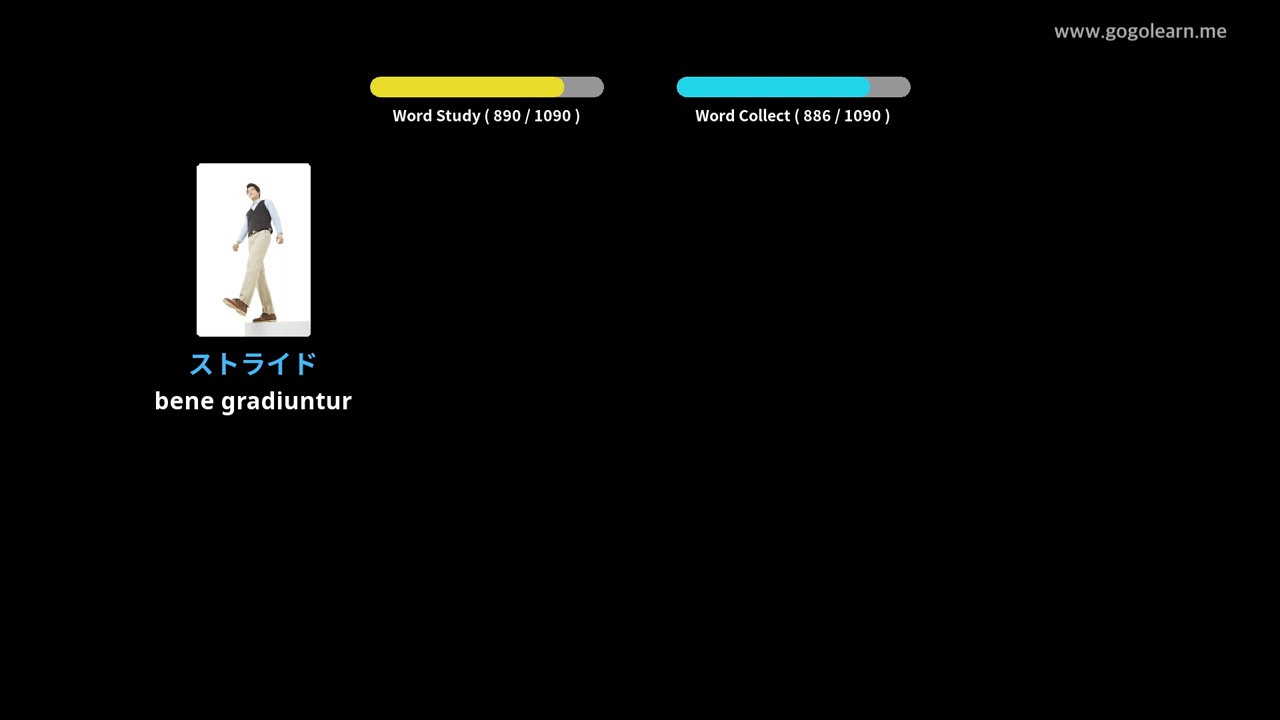 www.gogolearn.me
Word Study ( 890 / 1090 )
Word Collect ( 886 / 1090 )
ストライド
bene gradiuntur